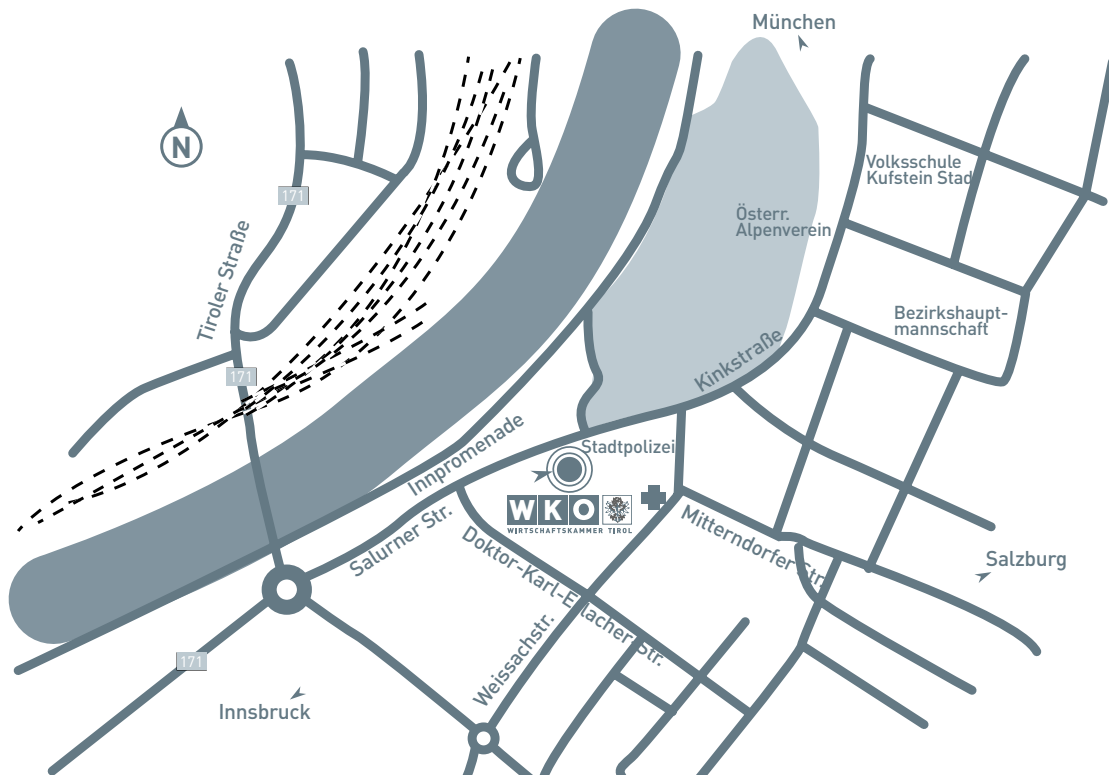 München
N
171
Tiroler Straße
Volksschule
Kufstein Stad
Österr.
Alpenverein
Bezirkshaupt-
mannschaft
171
Kinkstraße
Innpromenade
Stadtpolizei
WKO
WIRTSCHAFTSKAMMER TIROL
Salurner Str.
Doktor-Karl-Erlacher-Str.
Mitterndorfer Str.
Salzburg
Weissachstr.
171
Innsbruck